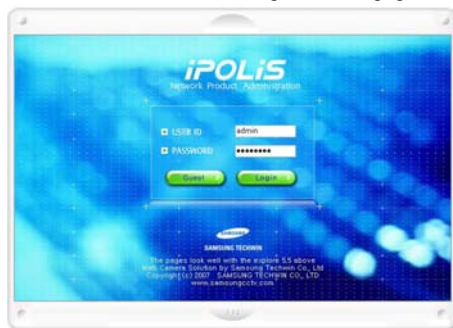 iPOLiS
Network Product Administration
USER ID
admin
PASSWORD
••••••••
Guest
Login
SAMSUNG
SAMSUNG TECHWIN
The pages look well with the explore 5,5 above
Web Camera Solution by Samsung Techwin Co., Ltd
Copyright(c) 2007 SAMSUNG TECHWIN CO., LTD
www.samsungcctv.com